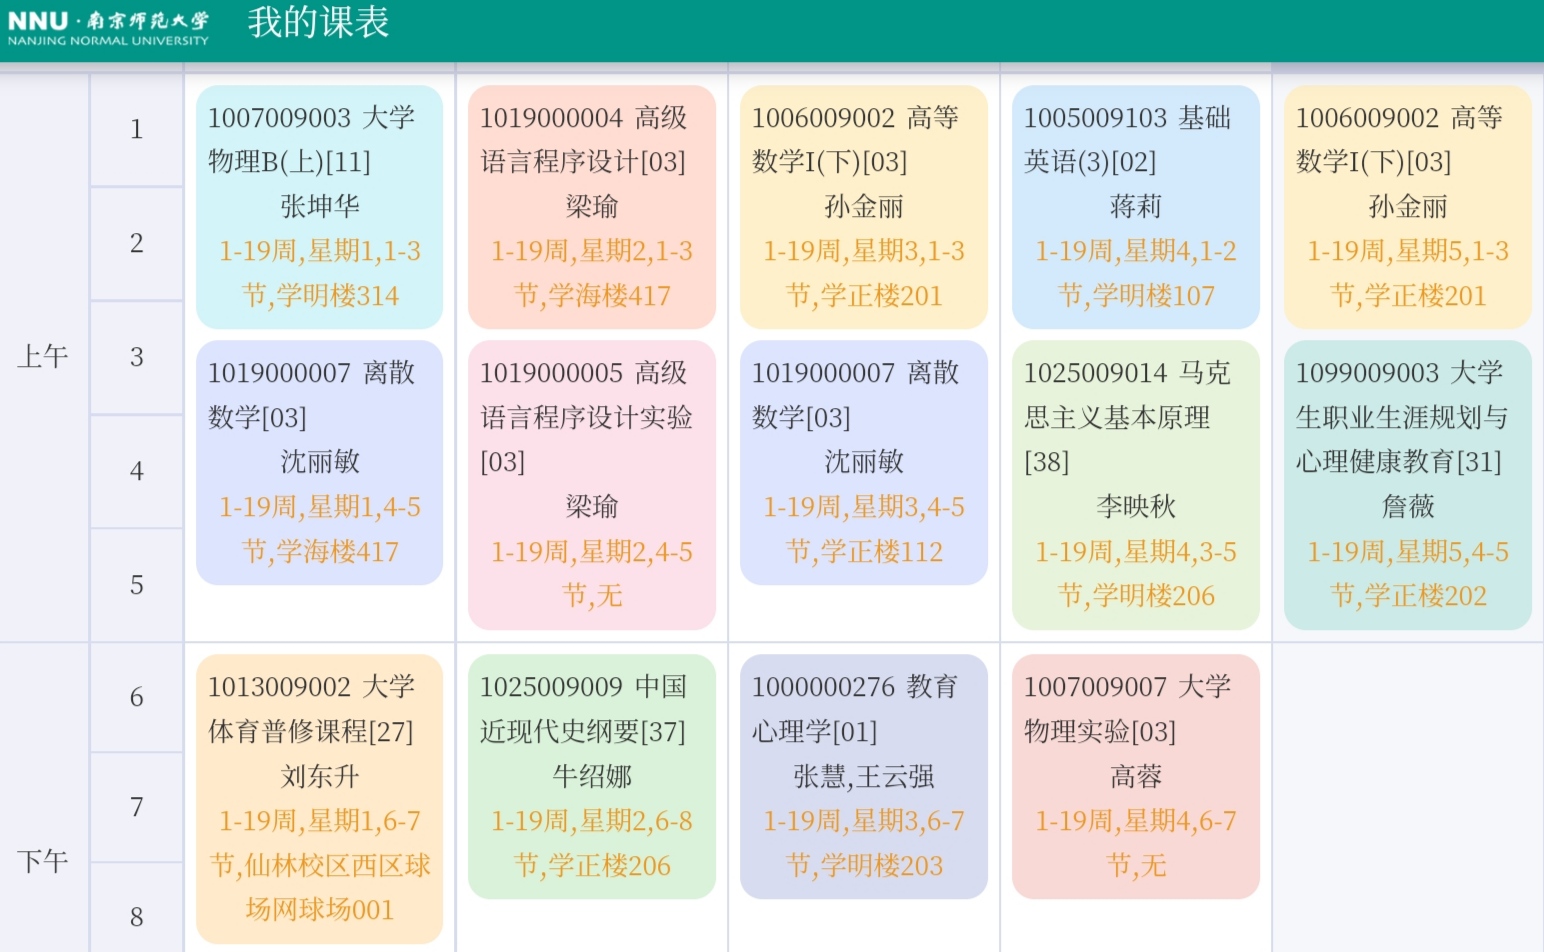 NNU·南京师范大学
NANJING NORMAL UNIVERSITY
我的课表
上午
1
2
3
4
5
1007009003 大学
物理B(上)[11]
张坤华
1-19周,星期1,1-3
节,学明楼314
1019000004 高级
语言程序设计[03]
梁瑜
1-19周,星期2,1-3
节,学海楼417
1006009002 高等
数学I(下)[03]
孙金丽
1-19周,星期3,1-3
节,学正楼201
1005009103 基础
英语(3)[02]
蒋莉
1-19周,星期4,1-2
节,学明楼107
1006009002 高等
数学I(下)[03]
孙金丽
1-19周,星期5,1-3
节,学正楼201
1019000007 离散
数学[03]
沈丽敏
1-19周,星期1,4-5
节,学海楼417
1019000005 高级
语言程序设计实验
[03]
梁瑜
1-19周,星期2,4-5
节,无
1019000007 离散
数学[03]
沈丽敏
1-19周,星期3,4-5
节,学正楼112
1025009014 马克
思主义基本原理
[38]
李映秋
1-19周,星期4,3-5
节,学明楼206
1099009003 大学
生职业生涯规划与
心理健康教育[31]
詹薇
1-19周,星期5,4-5
节,学正楼202
下午
6
7
8
1013009002 大学
体育普修课程[27]
刘东升
1-19周,星期1,6-7
节,仙林校区西区球
场网球场001
1025009009 中国
近现代史纲要[37]
牛绍娜
1-19周,星期2,6-8
节,学正楼206
1000000276 教育
心理学[01]
张慧,王云强
1-19周,星期3,6-7
节,学明楼203
1007009007 大学
物理实验[03]
高蓉
1-19周,星期4,6-7
节,无